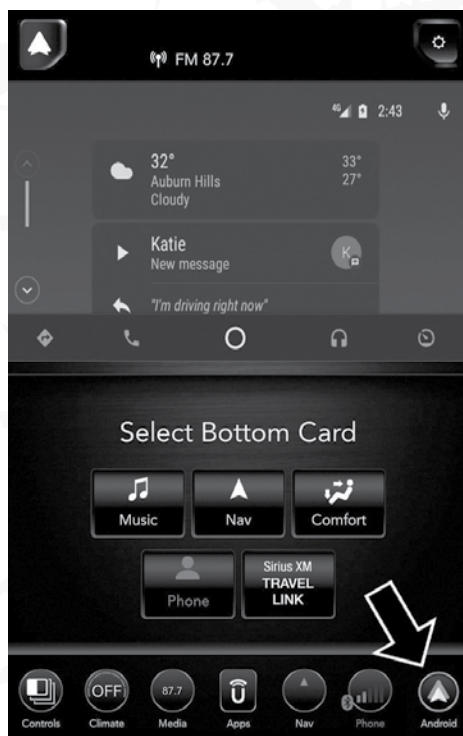 FM 87.7
4G 2:43
32° 33°
Auburn Hills 27°
Cloudy
Katie
New message
K
"I'm driving right now"
Select Bottom Card
Music Nav Comfort
Phone Sirius XM
TRAVEL
LINK
OFF 87.7
Controls Climate Media Apps Nav Phone Android